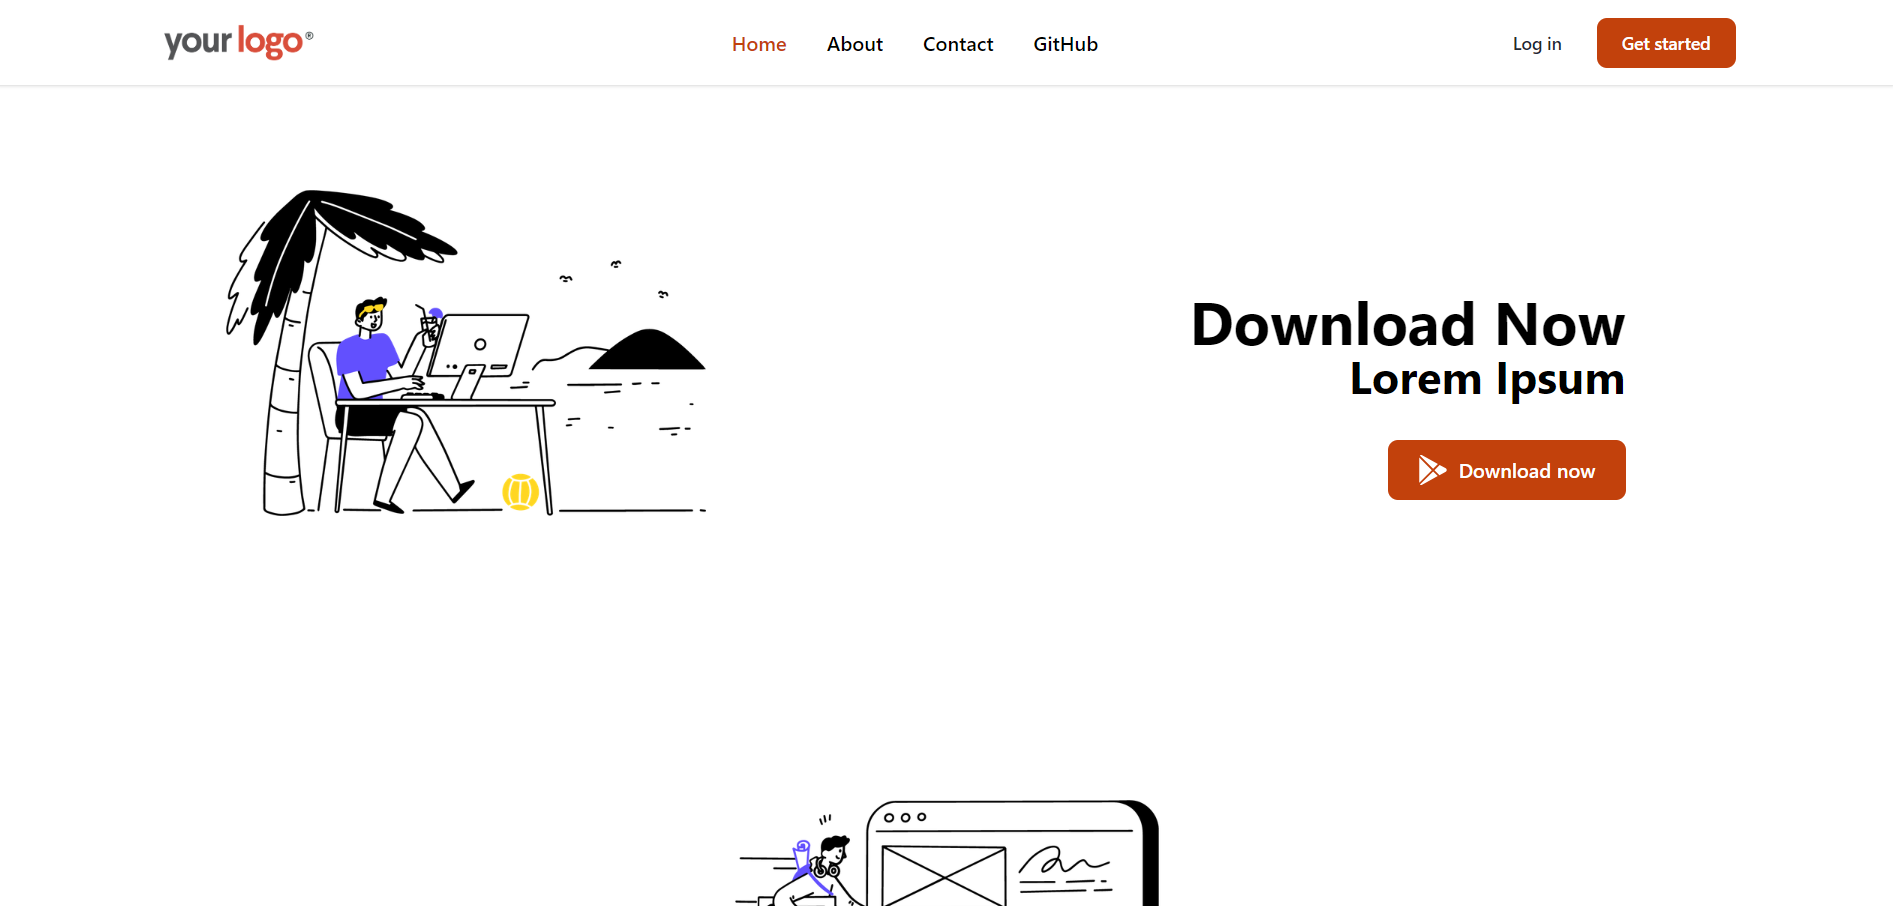 your logo®
Home About Contact GitHub
Log in Get started
Download Now
Lorem Ipsum
Download now